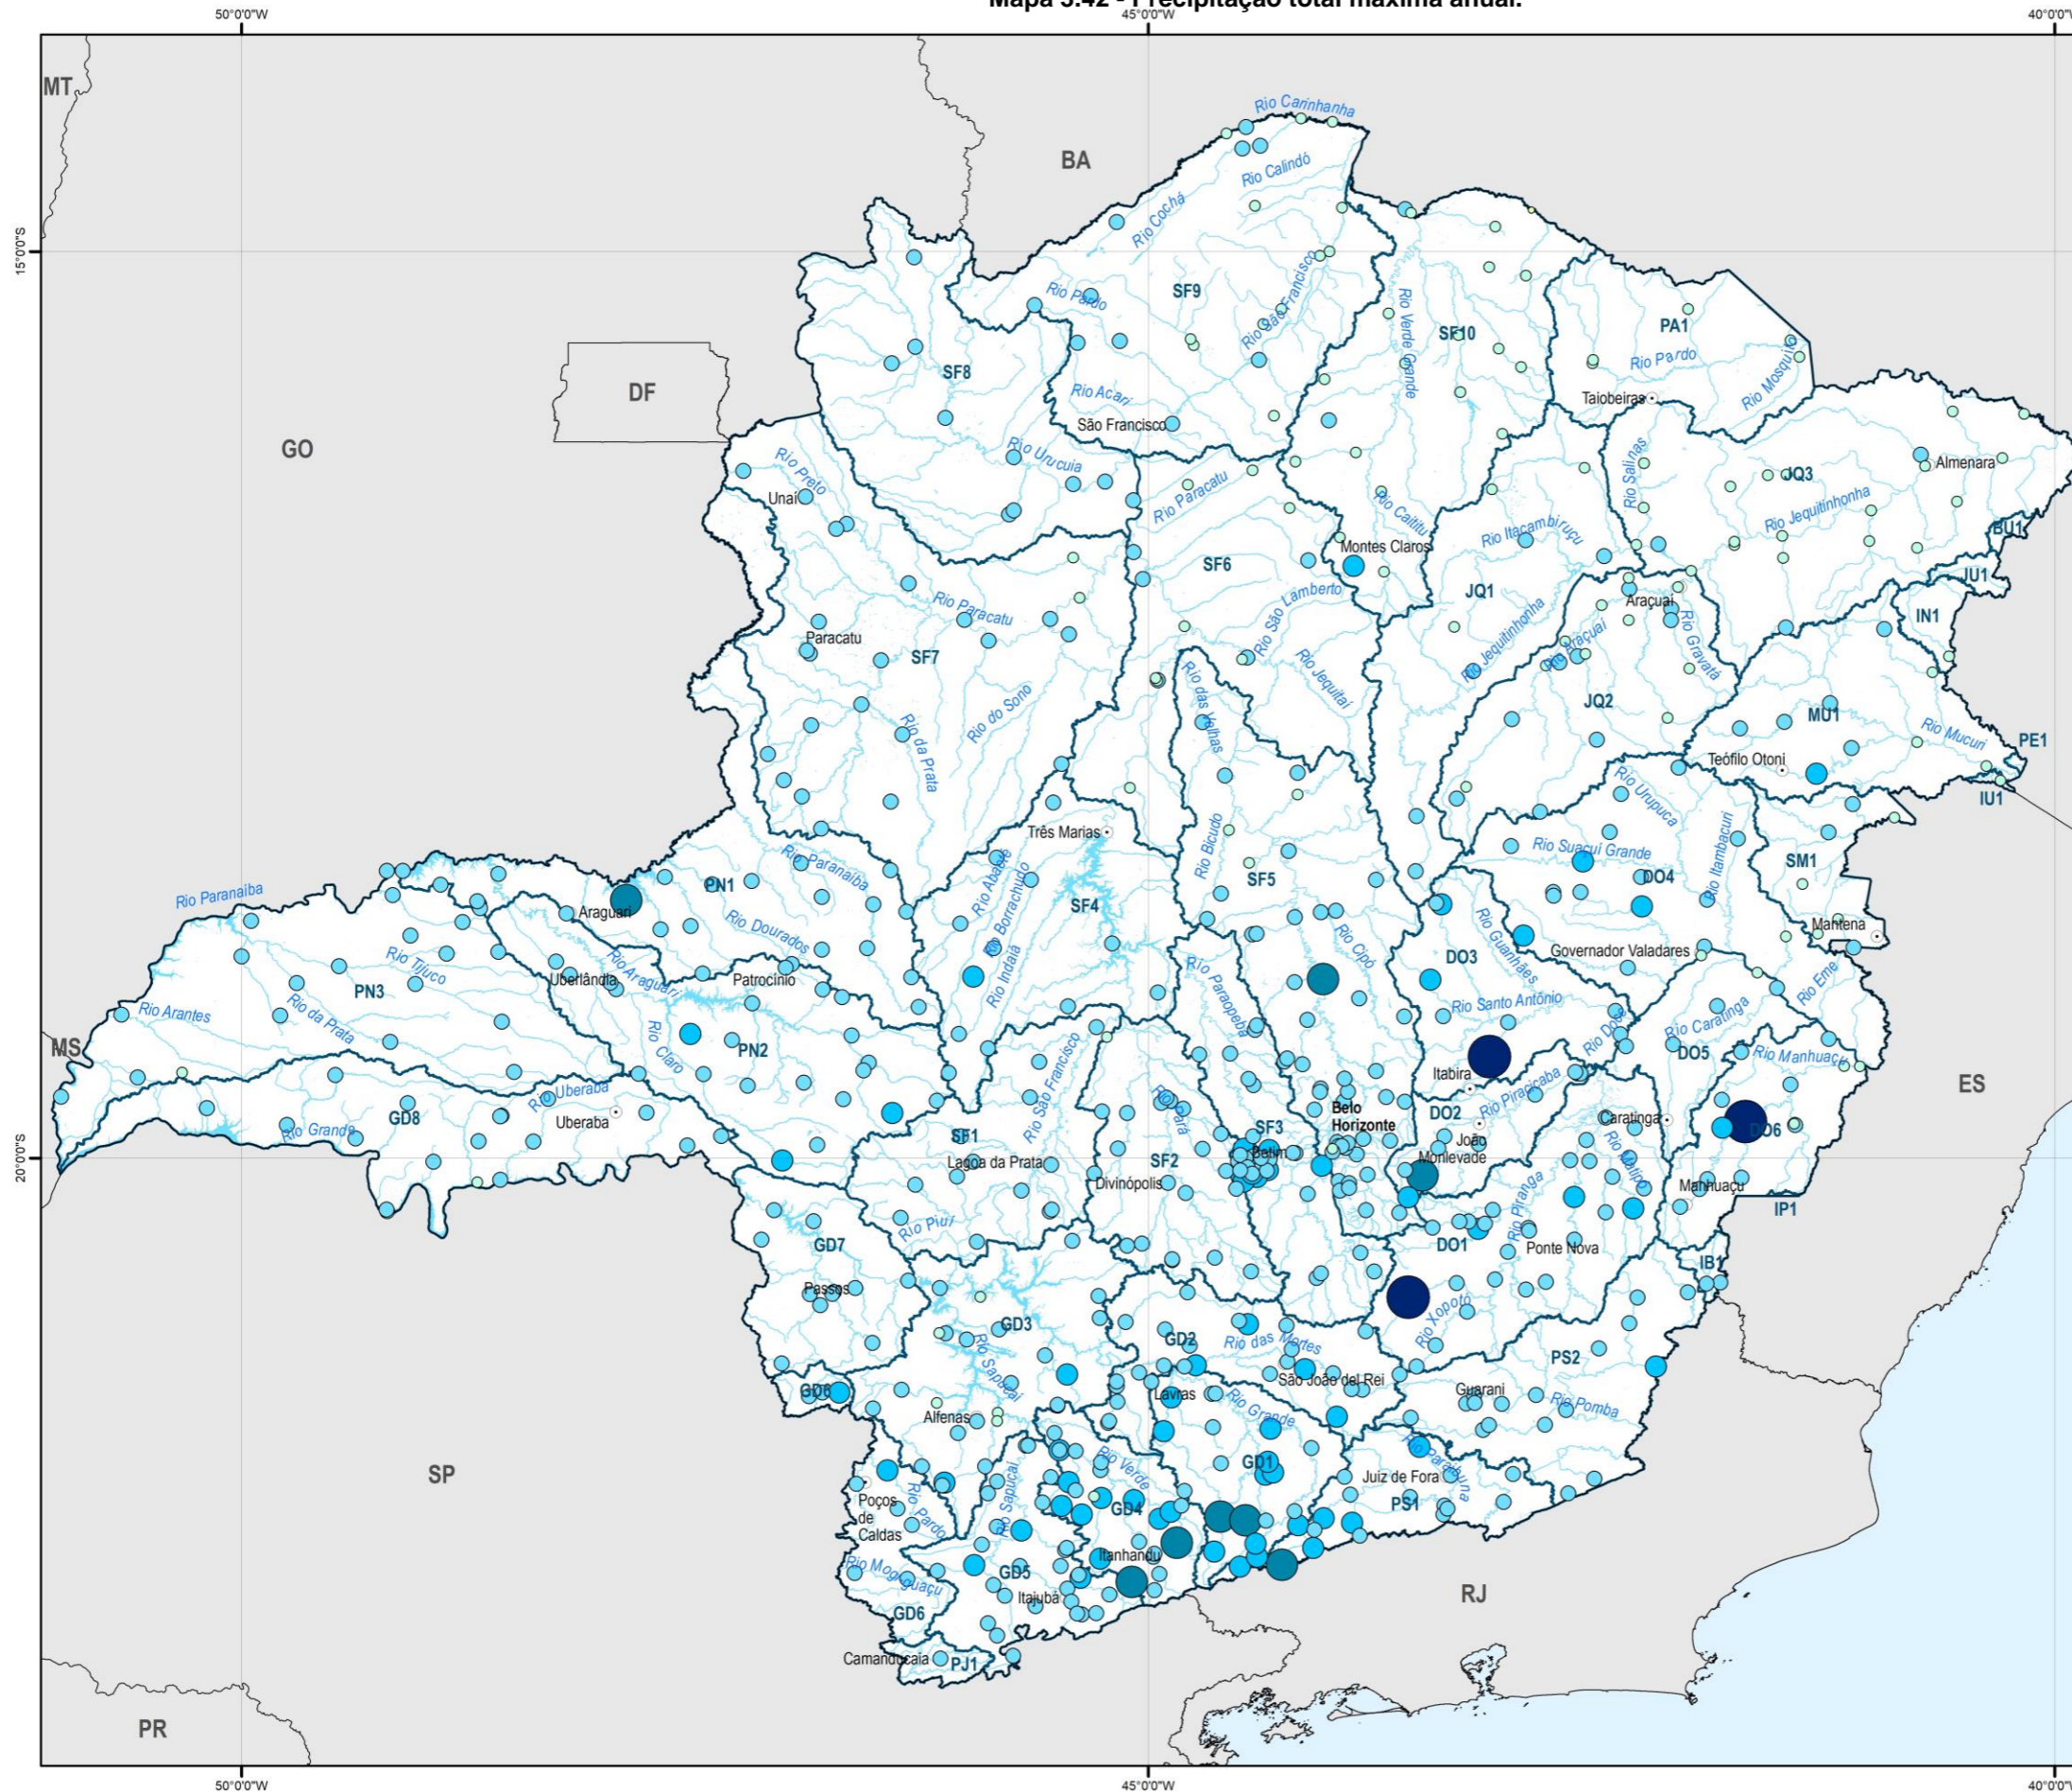 Mapa 3.42 - Precipitação total máxima anual.
50°0'0"W
45°0'0"W
40°0'0"W
MT
Rio Carinhanha
BA
Rio Calindó
Rio Cochá
15°0'0"S
SF9
Rio Pardo
Rio São Francisco
Rio Verde Grande
SF10
PA1
Rio Pardo
Rio Mosquito
SF8
DF
Rio Acari
Taiobeiras
São Francisco
GO
Rio Urucuia
Rio Preto
Unaí
Rio Paracatu
Rio Salinas
Almenara
JQ3
Rio Jequitinhonha
Rio Caititu
BU1
Rio Itacambiruçu
Montes Claros
SF6
JU1
JQ1
Rio São Lamberto
Rio Paracatu
Araçuaí
IN1
Paracatu
SF7
Rio Jequitinhonha
Rio Araçuaí
Rio Gravatá
Rio das Velhas
Rio Jequitaí
Rio do Sono
JQ2
MU1
Rio da Prata
Rio Mucuri
PE1
Teófilo Otoni
IU1
Rio Urupuca
Três Marias
Rio Bicudo
Rio Itambacuri
Rio Suaçuí Grande
SM1
Rio Paranaíba
PN1
Rio Abaeté
SF5
DO4
Rio Paranaíba
Rio Borrachudo
SF4
Araguari
Mantena
Rio Dourados
Rio Cipó
Rio Guanhães
Governador Valadares
DO3
Rio Tijuco
Rio Araguari
Uberlândia
Patrocínio
Rio Indaiá
Rio Paraopeba
Rio Eme
PN3
Rio Arantes
Rio da Prata
Rio Santo Antônio
Rio Caratinga
Rio Doce
MS
Rio Claro
PN2
Rio São Francisco
DO5
Rio Manhuaçu
ES
Itabira
Rio Uberaba
Rio Pará
Rio Piracicaba
GD8
Uberaba
Belo
Horizonte
DO2
Caratinga
Rio Grande
SF1
SF3
João
Monlevade
DO6
20°0'0"S
Lagoa da Prata
SF2
Betim
Rio Matipó
Divinópolis
Manhuaçu
Rio Piranga
IP1
Rio Piuí
GD7
DO1
Ponte Nova
IB1
Passos
Rio Xopotó
GD3
GD2
Rio das Mortes
PS2
Rio Sapucaí
São João del Rei
GD6
Lavras
Guarani
Alfenas
Rio Grande
Rio Pomba
SP
Rio Verde
GD1
Rio Paraibuna
Juiz de Fora
Rio Sapucaí
Poços
de
Caldas
Rio Pardo
GD4
PS1
Itanhandu
Rio Mogi-Guaçu
GD5
Itajubá
GD6
RJ
Camanducaia
PJ1
PR
50°0'0"W
45°0'0"W
40°0'0"W